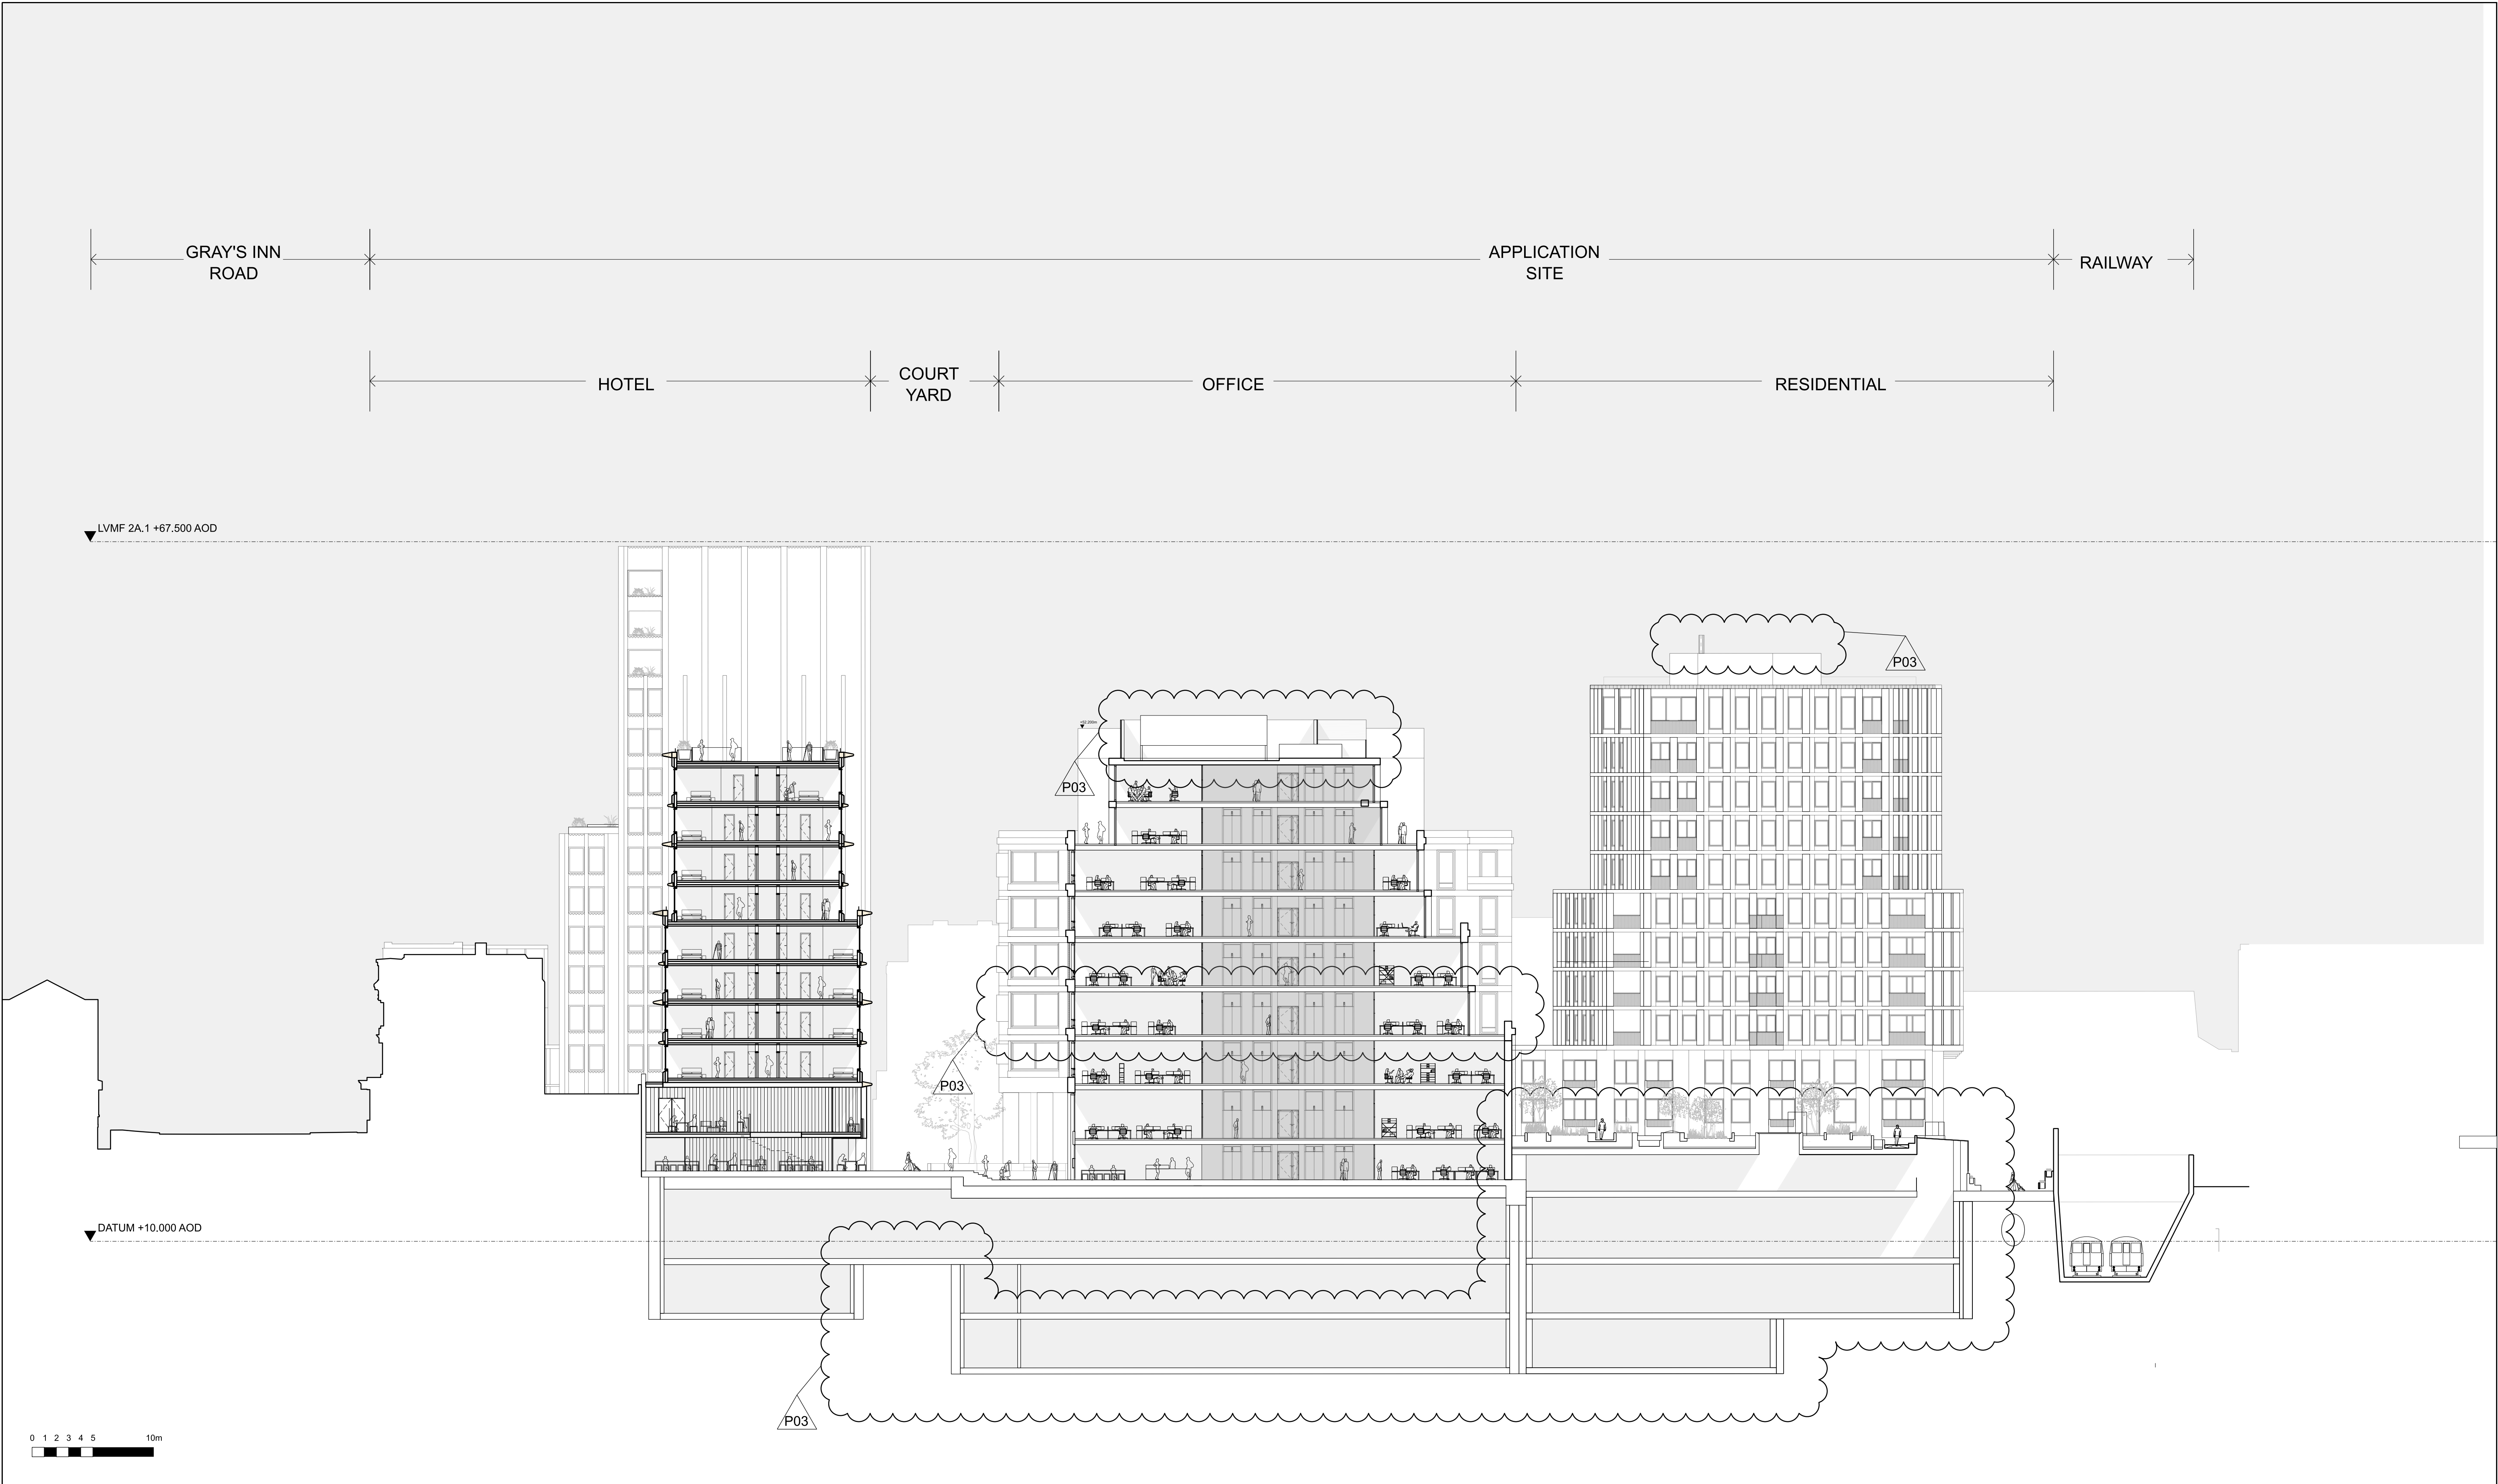 GRAY'S INN
ROAD
APPLICATION
SITE
RAILWAY
HOTEL
COURT
YARD
OFFICE
RESIDENTIAL
LVMF 2A.1 +67.500 AOD
P03
P03
P03
DATUM +10.000 AOD
P03
0 1 2 3 4 5 10m